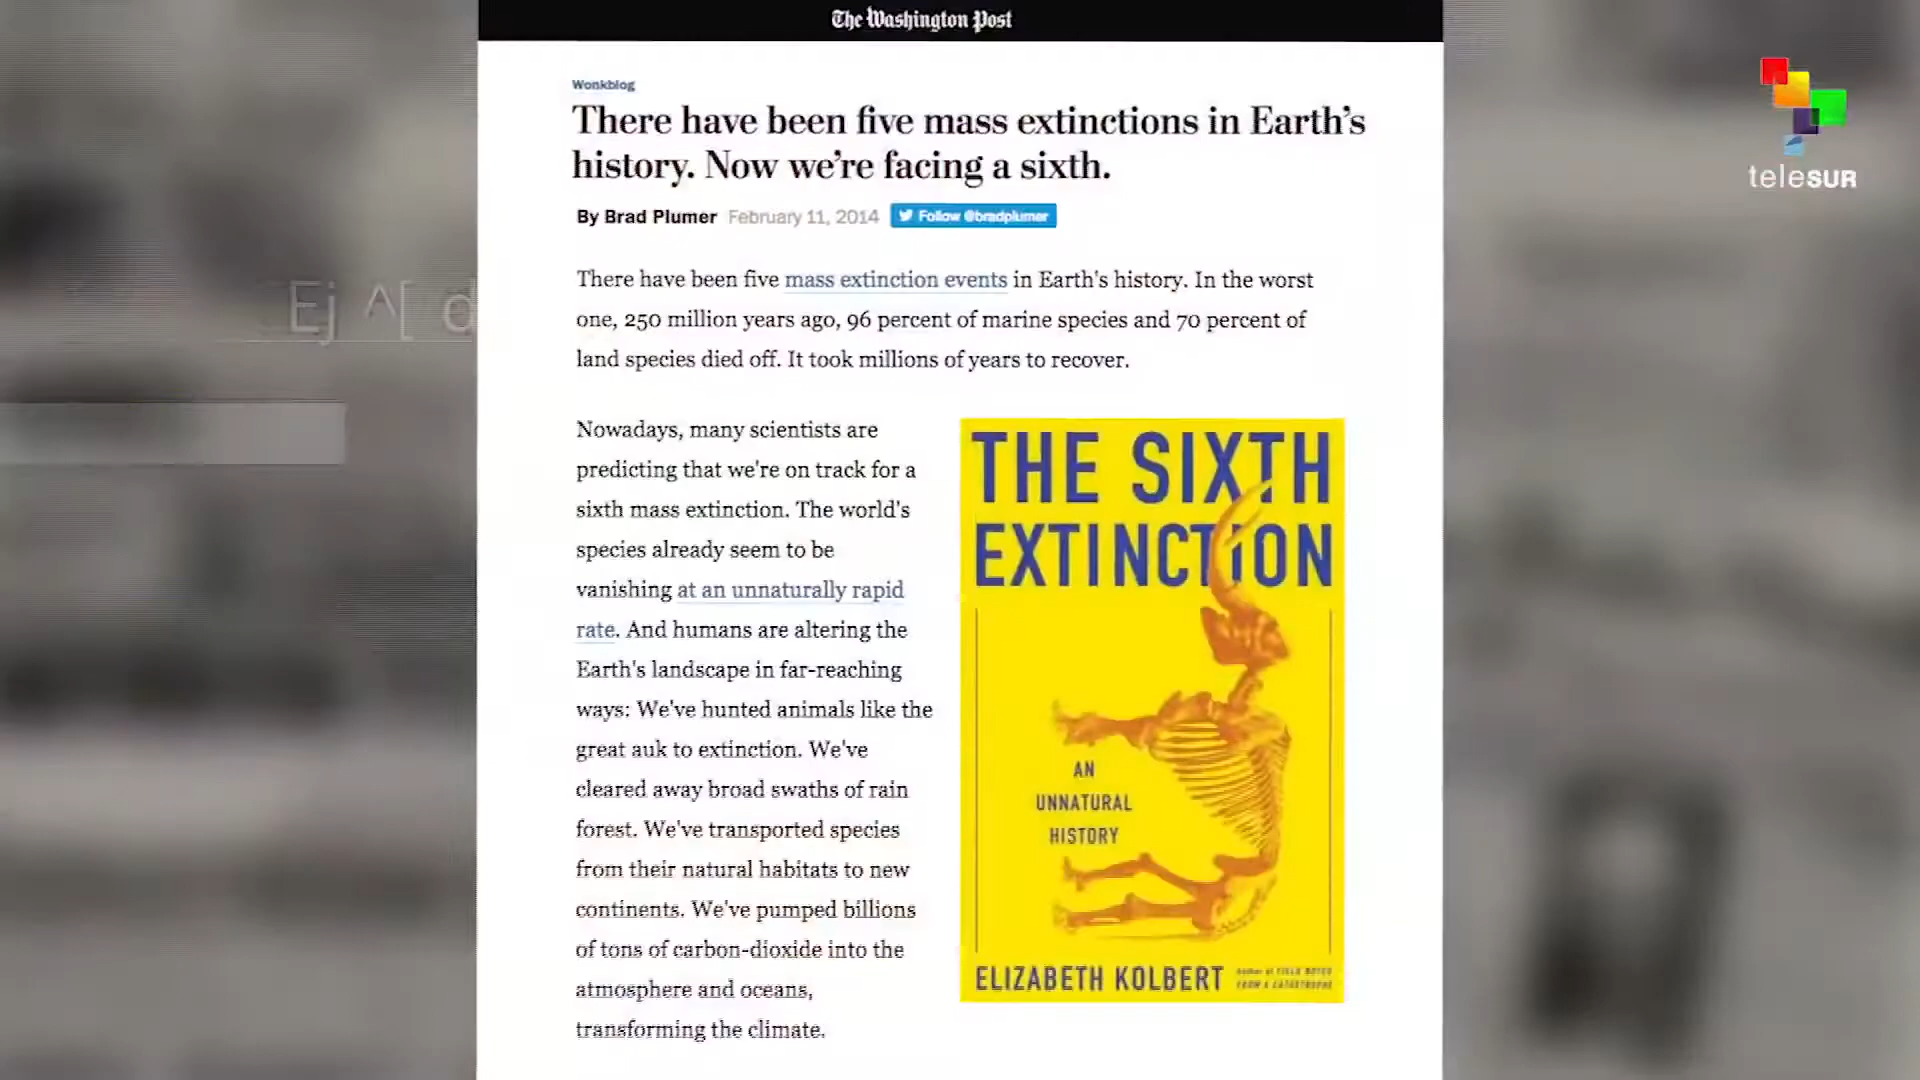 The Washington Post
Wonkblog
There have been five mass extinctions in Earth's
history. Now we're facing a sixth.
By Brad Plumer February 11, 2014 Follow @bradplumer
There have been five mass extinction events in Earth's history. In the worst
one, 250 million years ago, 96 percent of marine species and 70 percent of
land species died off. It took millions of years to recover.
Nowadays, many scientists are
predicting that we're on track for a
sixth mass extinction. The world's
species already seem to be
vanishing at an unnaturally rapid
rate. And humans are altering the
Earth's landscape in far-reaching
ways: We've hunted animals like the
great auk to extinction. We've
cleared away broad swaths of rain
forest. We've transported species
from their natural habitats to new
continents. We've pumped billions
of tons of carbon-dioxide into the
atmosphere and oceans,
transforming the climate.
THE SIXTH
EXTINCTION
AN
UNNATURAL
HISTORY
ELIZABETH KOLBERT
author of FIELD NOTES
FROM A CATASTROPHE
teleSUR
Ej ^[ d